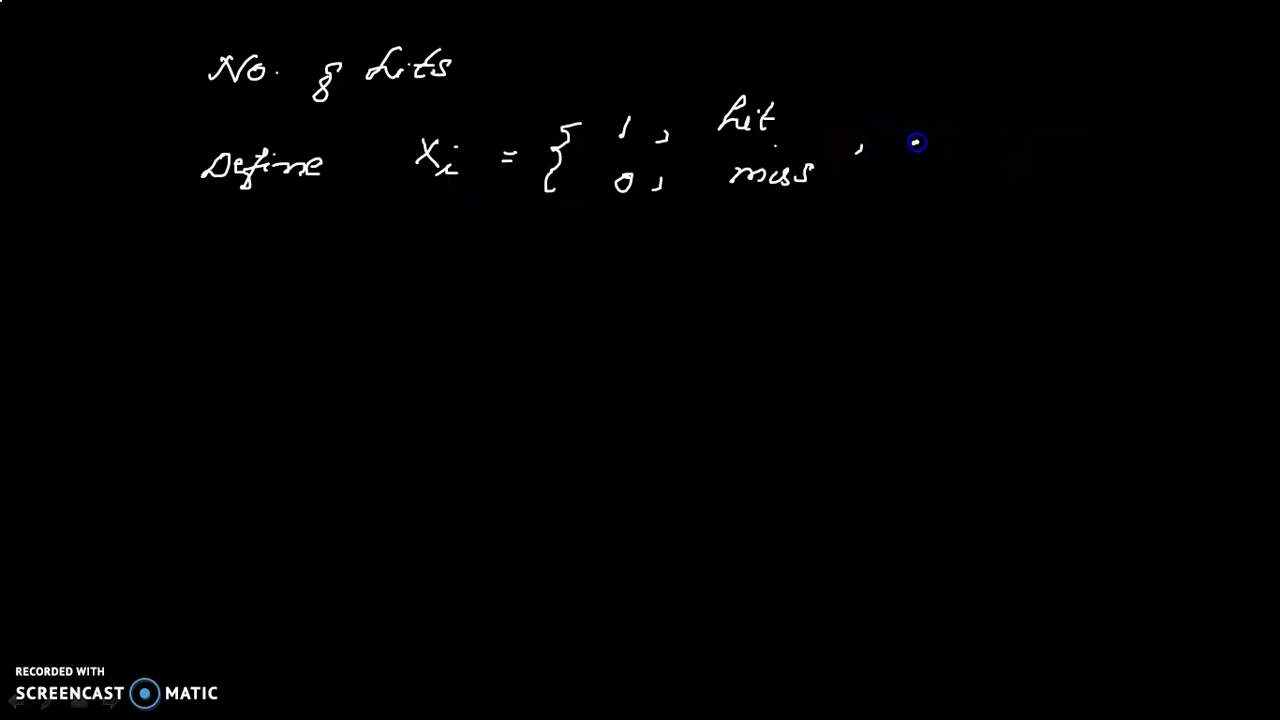 No. of hits
Define Xi = { 1, hit
0, miss ,
RECORDED WITH
SCREENCAST MATIC